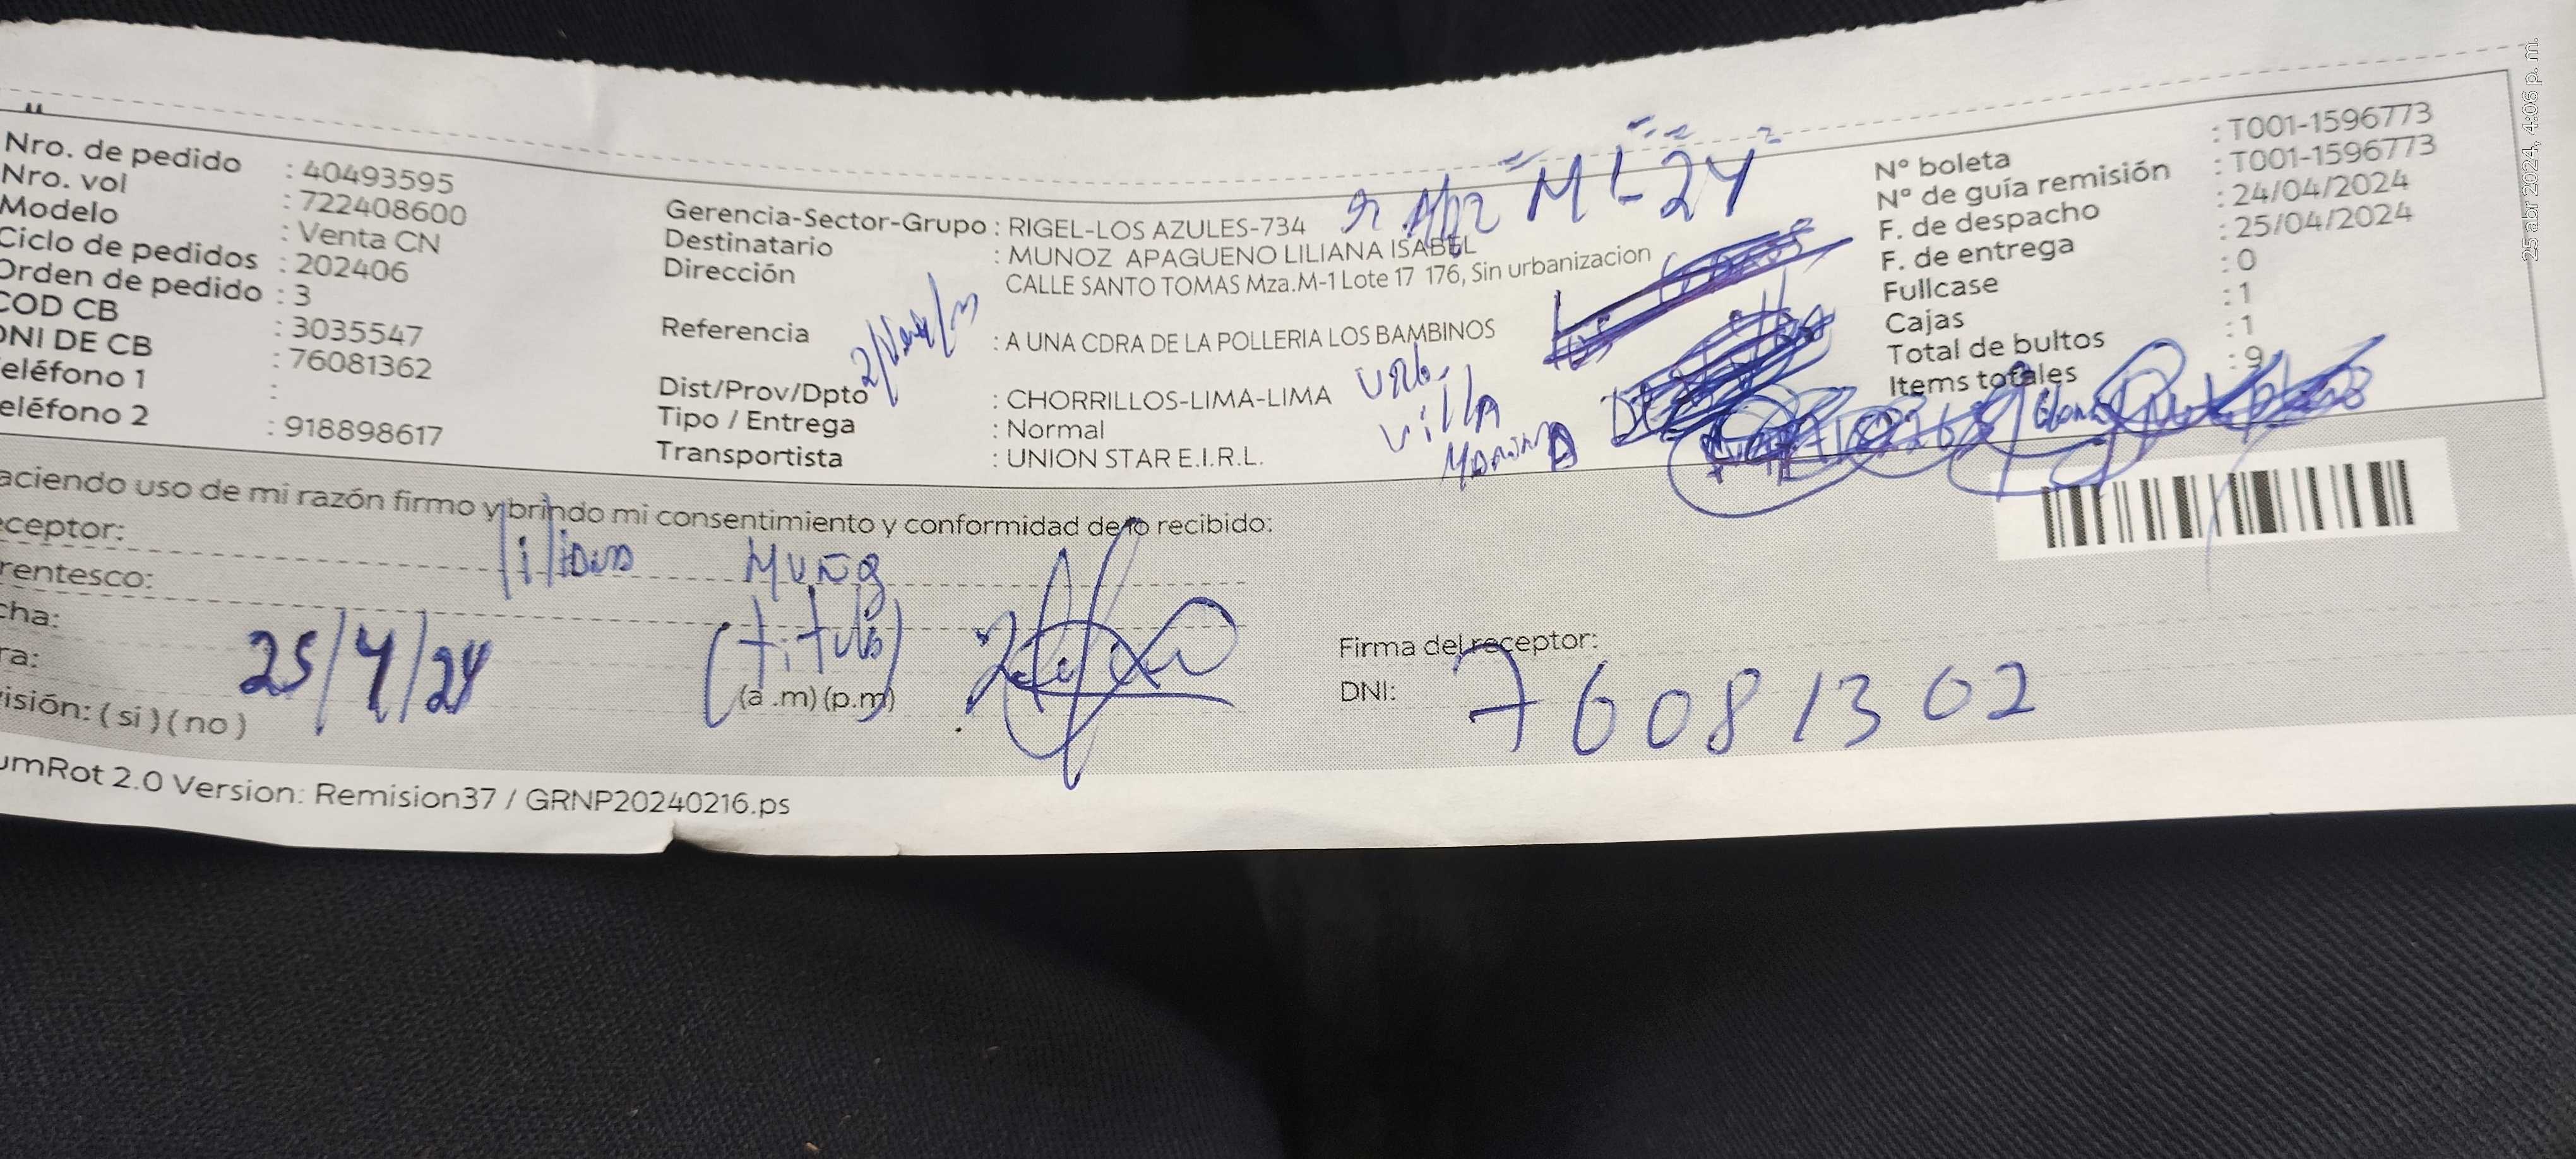 Nro. de pedido : 40493595
Nro. vol : 722408600
Modelo : Venta CN
Ciclo de pedidos : 202406
Orden de pedido : 3
COD CB : 3035547
DNI DE CB : 76081362
eléfono 1 :
eléfono 2 : 918898617
Gerencia-Sector-Grupo : RIGEL-LOS AZULES-734
Destinatario : MUNOZ APAGUENO LILIANA ISABEL
Dirección : CALLE SANTO TOMAS Mza.M-1 Lote 17 176, Sin urbanizacion
Referencia : A UNA CDRA DE LA POLLERIA LOS BAMBINOS
Dist/Prov/Dpto : CHORRILLOS-LIMA-LIMA
Tipo / Entrega : Normal
Transportista : UNION STAR E.I.R.L.
M L-24
URb.
VillA
N° boleta : T001-1596773
N° de guía remisión : T001-1596773
F. de despacho : 24/04/2024
F. de entrega : 25/04/2024
Fullcase : 0
Cajas : 1
Total de bultos : 1
Items totales : 9
aciendo uso de mi razón firmo y brindo mi consentimiento y conformidad de lo recibido:
ceptor: liliana Muñoz
rentesco: (titular)
cha: 25/4/24
ra: (a .m) (p.m)
isión: ( si ) ( no )
Firma del receptor:
DNI: 76081302
umRot 2.0 Version: Remision37 / GRNP20240216.ps
25 abr 2024, 4:06 p. m.